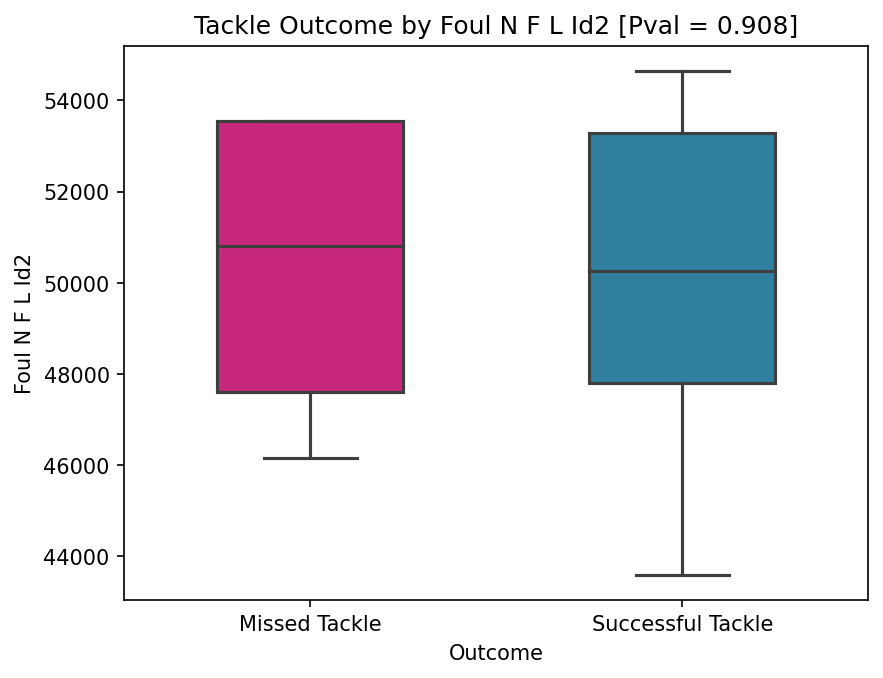 Tackle Outcome by Foul N F L Id2 [Pval = 0.908]
54000
52000
50000
48000
46000
44000
Foul N F L Id2
Missed Tackle
Successful Tackle
Outcome